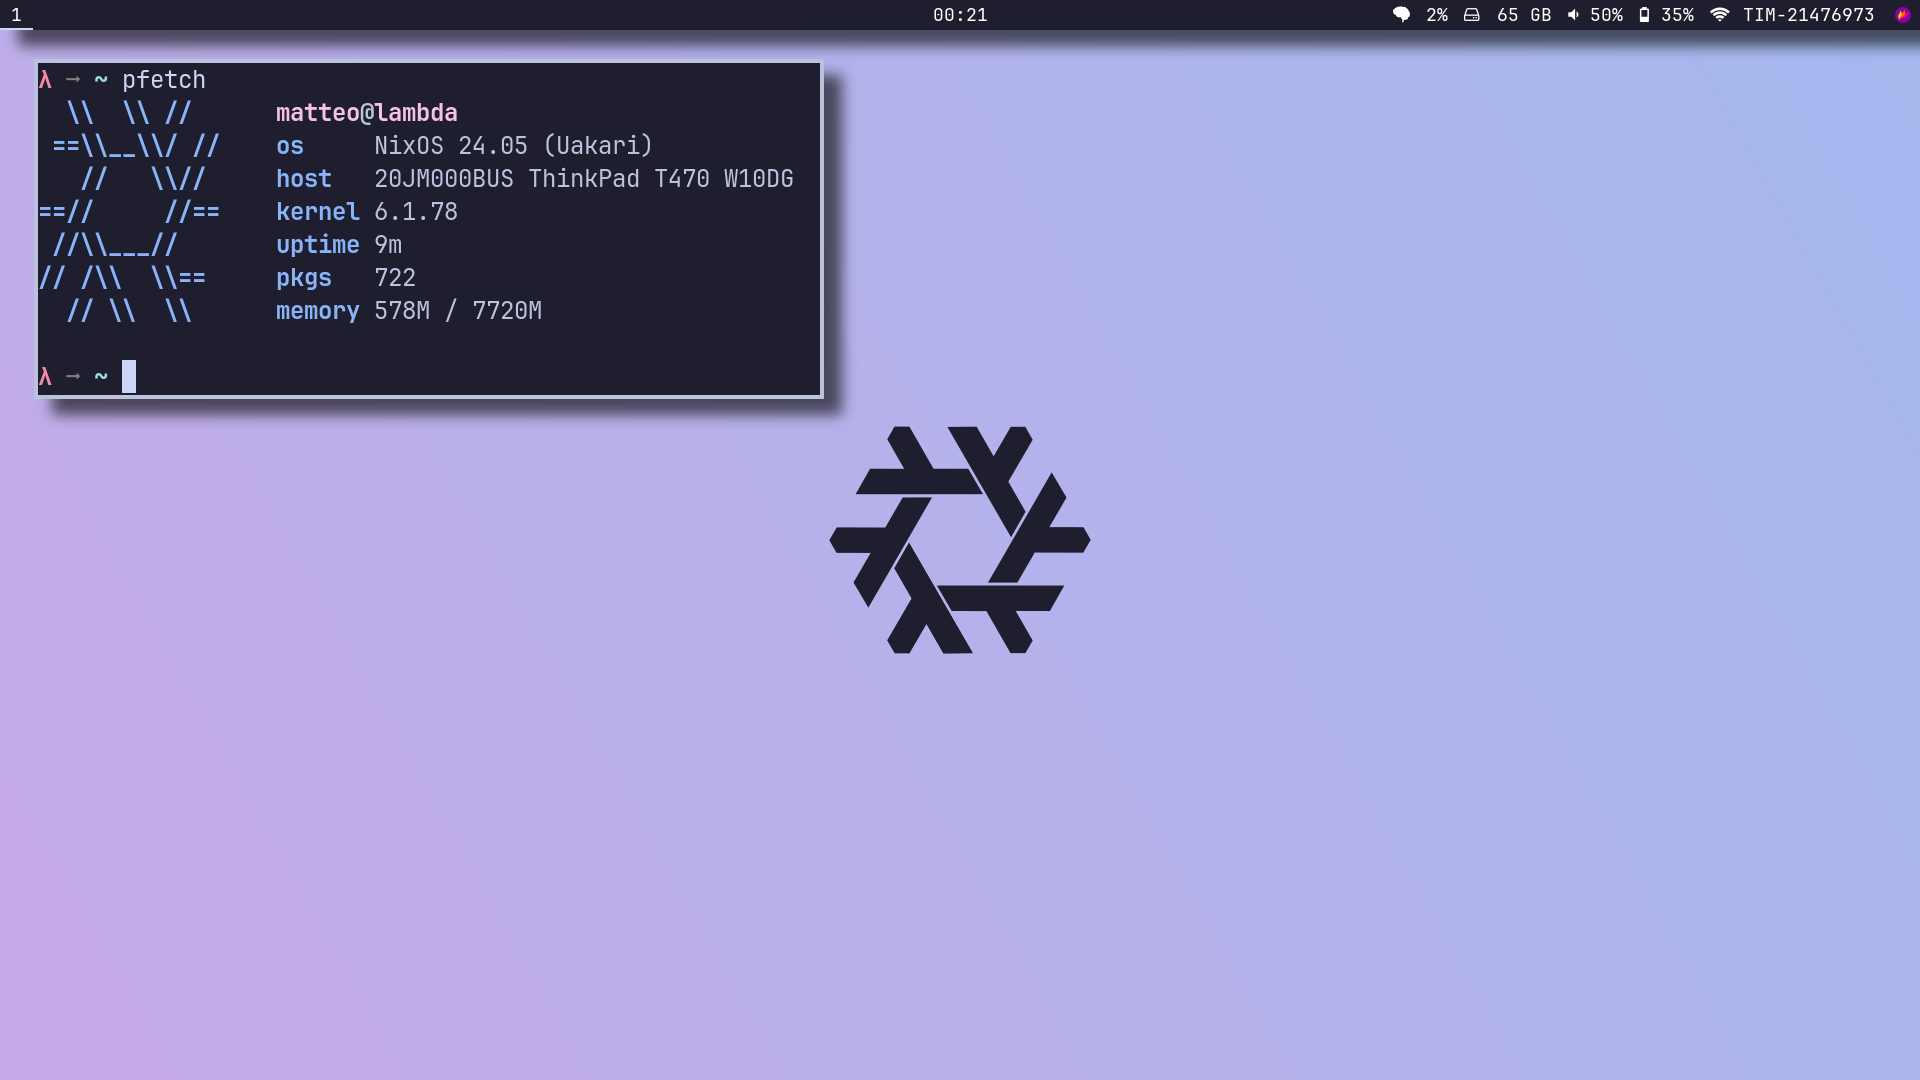 1 00:21 2% 65 GB 50% 35% TIM-21476973
λ → ~ pfetch
  \\  \\ //     matteo@lambda
 ==\\__\\/ //   os     NixOS 24.05 (Uakari)
   //   \\//    host   20JM000BUS ThinkPad T470 W10DG
==//     //==   kernel 6.1.78
 //\\___//      uptime 9m
// /\\  \\==    pkgs   722
  // \\  \\     memory 578M / 7720M
λ → ~